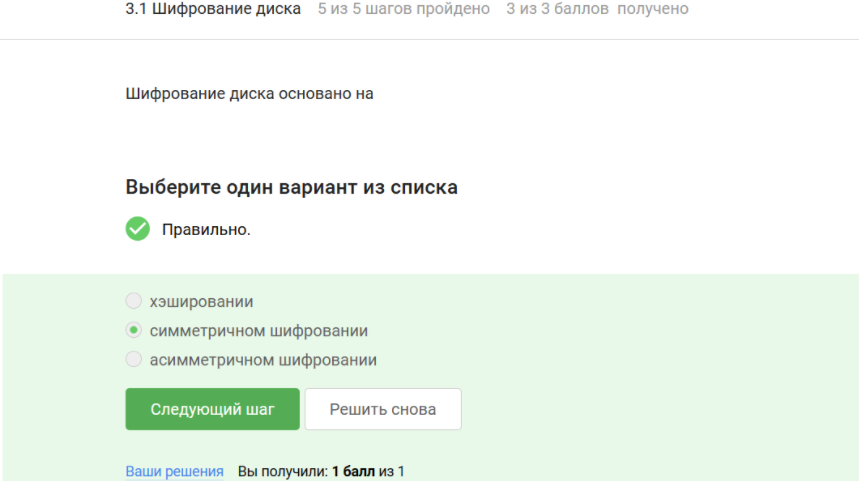 3.1 Шифрование диска 5 из 5 шагов пройдено 3 из 3 баллов получено
Шифрование диска основано на
Выберите один вариант из списка
Правильно.
хэшировании
симметричном шифровании
асимметричном шифровании
Следующий шаг Решить снова
Ваши решения Вы получили: 1 балл из 1